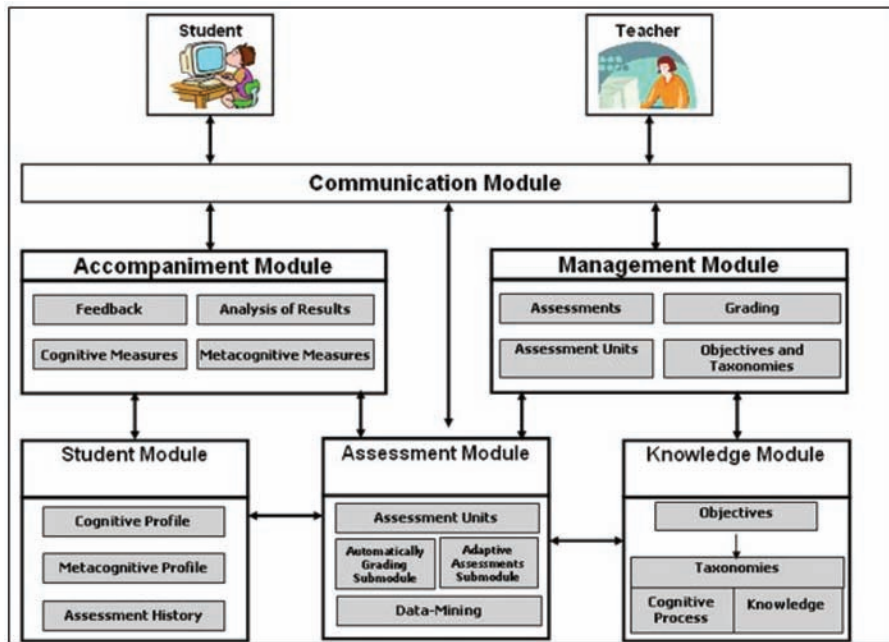 Student
Teacher
Communication Module
Accompaniment Module
Feedback
Analysis of Results
Cognitive Measures
Metacognitive Measures
Management Module
Assessments
Grading
Assessment Units
Objectives and
Taxonomies
Student Module
Cognitive Profile
Metacognitive Profile
Assessment History
Assessment Module
Assessment Units
Automatically
Grading
Submodule
Adaptive
Assessments
Submodule
Data-Mining
Knowledge Module
Objectives
Taxonomies
Cognitive
Process
Knowledge